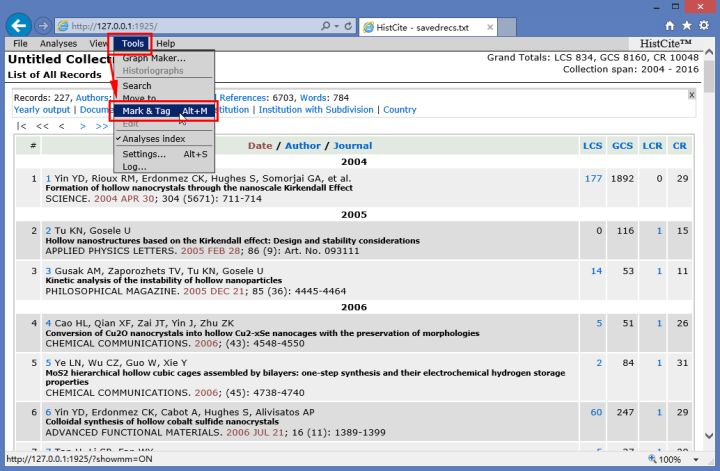 http://127.0.0.1:1925/
HistCite - savedrecs.txt
File Analyses View Tools Help
HistCite™
Untitled Collec
Grand Totals: LCS 834, GCS 8160, CR 10048
List of All Records
Collection span: 2004 - 2016
Graph Maker...
Historiographs
Search
Move to
Mark & Tag Alt+M
Edit
Analyses index
Settings... Alt+S
Log...
Records: 227, Authors: References: 6703, Words: 784
Yearly output | Docume titution | Institution with Subdivision | Country
|< << < > >>
# Date / Author / Journal LCS GCS LCR CR
2004
1 1 Yin YD, Rioux RM, Erdonmez CK, Hughes S, Somorjai GA, et al. 177 1892 0 29
Formation of hollow nanocrystals through the nanoscale Kirkendall Effect
SCIENCE. 2004 APR 30; 304 (5671): 711-714
2005
2 2 Tu KN, Gosele U 0 116 1 15
Hollow nanostructures based on the Kirkendall effect: Design and stability considerations
APPLIED PHYSICS LETTERS. 2005 FEB 28; 86 (9): Art. No. 093111
3 3 Gusak AM, Zaporozhets TV, Tu KN, Gosele U 14 53 1 11
Kinetic analysis of the instability of hollow nanoparticles
PHILOSOPHICAL MAGAZINE. 2005 DEC 21; 85 (36): 4445-4464
2006
4 4 Cao HL, Qian XF, Zai JT, Yin J, Zhu ZK 5 51 1 26
Conversion of Cu2O nanocrystals into hollow Cu2-xSe nanocages with the preservation of morphologies
CHEMICAL COMMUNICATIONS. 2006; (43): 4548-4550
5 5 Ye LN, Wu CZ, Guo W, Xie Y 2 84 1 31
MoS2 hierarchical hollow cubic cages assembled by bilayers: one-step synthesis and their electrochemical hydrogen storage
properties
CHEMICAL COMMUNICATIONS. 2006; (45): 4738-4740
6 6 Yin YD, Erdonmez CK, Cabot A, Hughes S, Alivisatos AP 60 247 1 29
Colloidal synthesis of hollow cobalt sulfide nanocrystals
ADVANCED FUNCTIONAL MATERIALS. 2006 JUL 21; 16 (11): 1389-1399
http://127.0.0.1:1925/?showmm=ON
100%